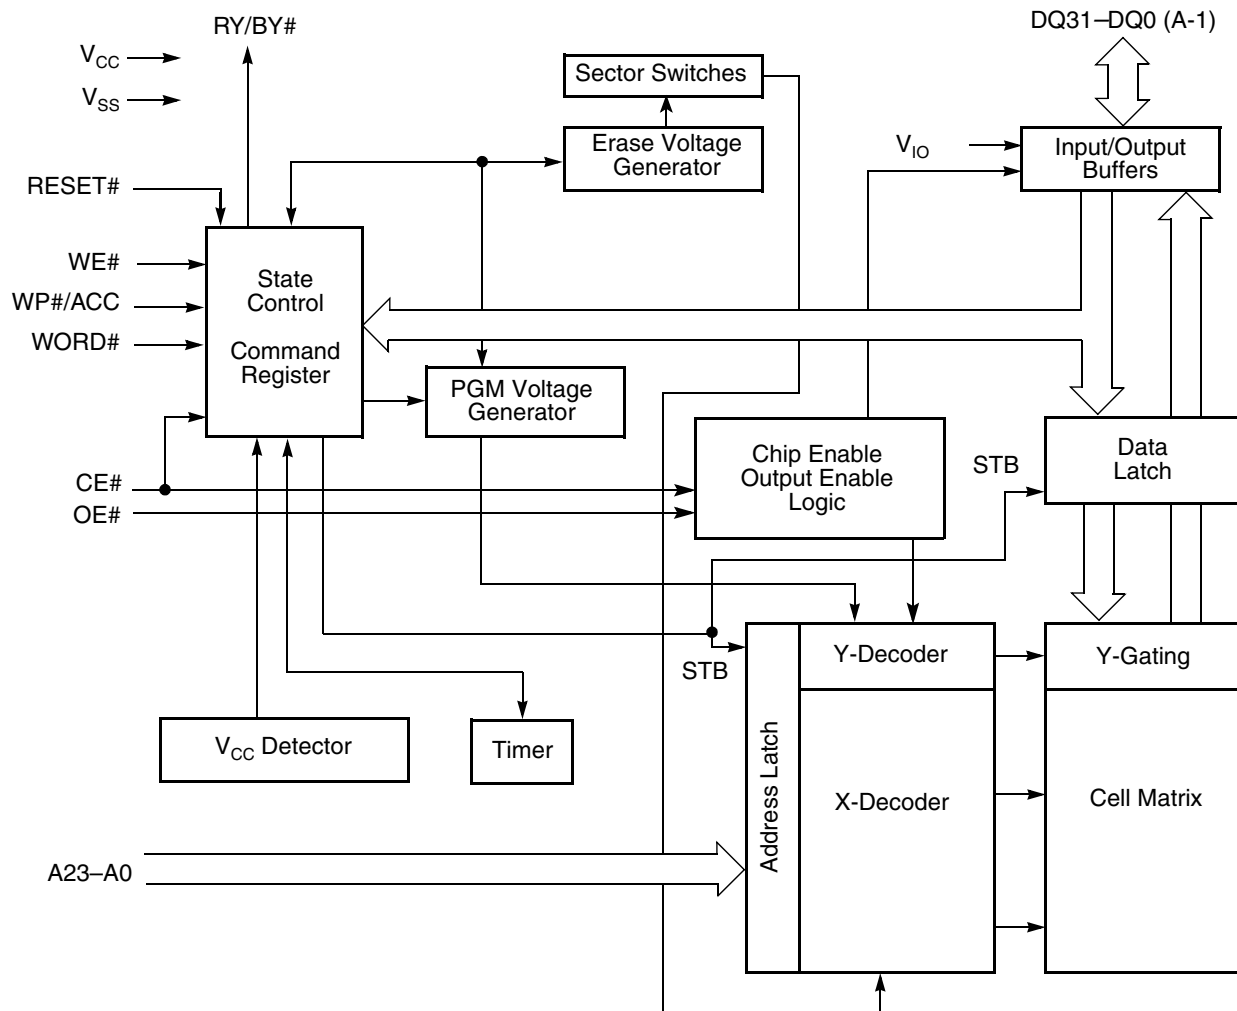 RY/BY#
DQ31–DQ0 (A-1)
VCC
VSS
Sector Switches
Erase Voltage
Generator
VIO
Input/Output
Buffers
RESET#
WE#
WP#/ACC
WORD#
State
Control
Command
Register
PGM Voltage
Generator
CE#
OE#
Chip Enable
Output Enable
Logic
STB
Data
Latch
STB
Y-Decoder
Y-Gating
VCC Detector
Timer
Address Latch
X-Decoder
Cell Matrix
A23–A0